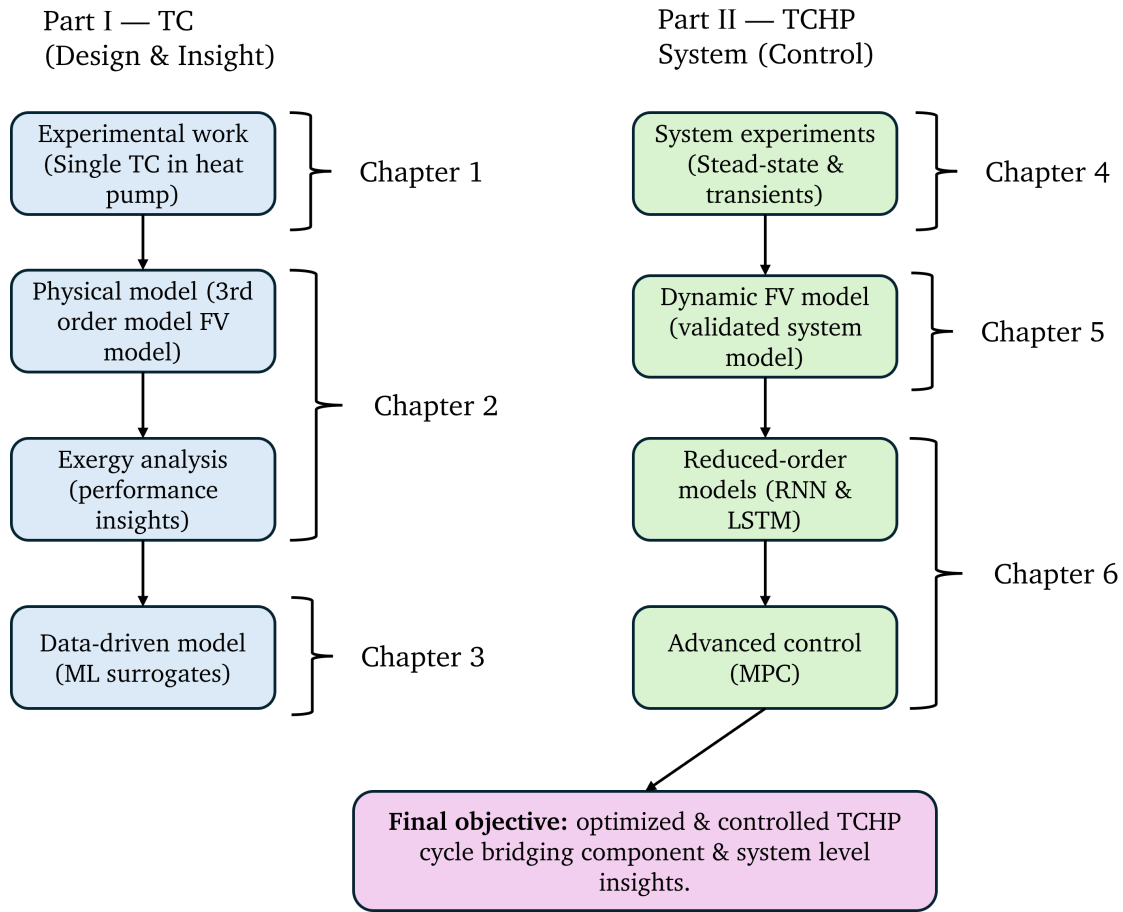 Part I — TC
(Design & Insight)
Experimental work
(Single TC in heat
pump)
Chapter 1
Physical model (3rd
order model FV
model)
Exergy analysis
(performance
insights)
Chapter 2
Data-driven model
(ML surrogates)
Chapter 3
Part II — TCHP
System (Control)
System experiments
(Stead-state &
transients)
Chapter 4
Dynamic FV model
(validated system
model)
Chapter 5
Reduced-order
models (RNN &
LSTM)
Advanced control
(MPC)
Chapter 6
Final objective: optimized & controlled TCHP
cycle bridging component & system level
insights.